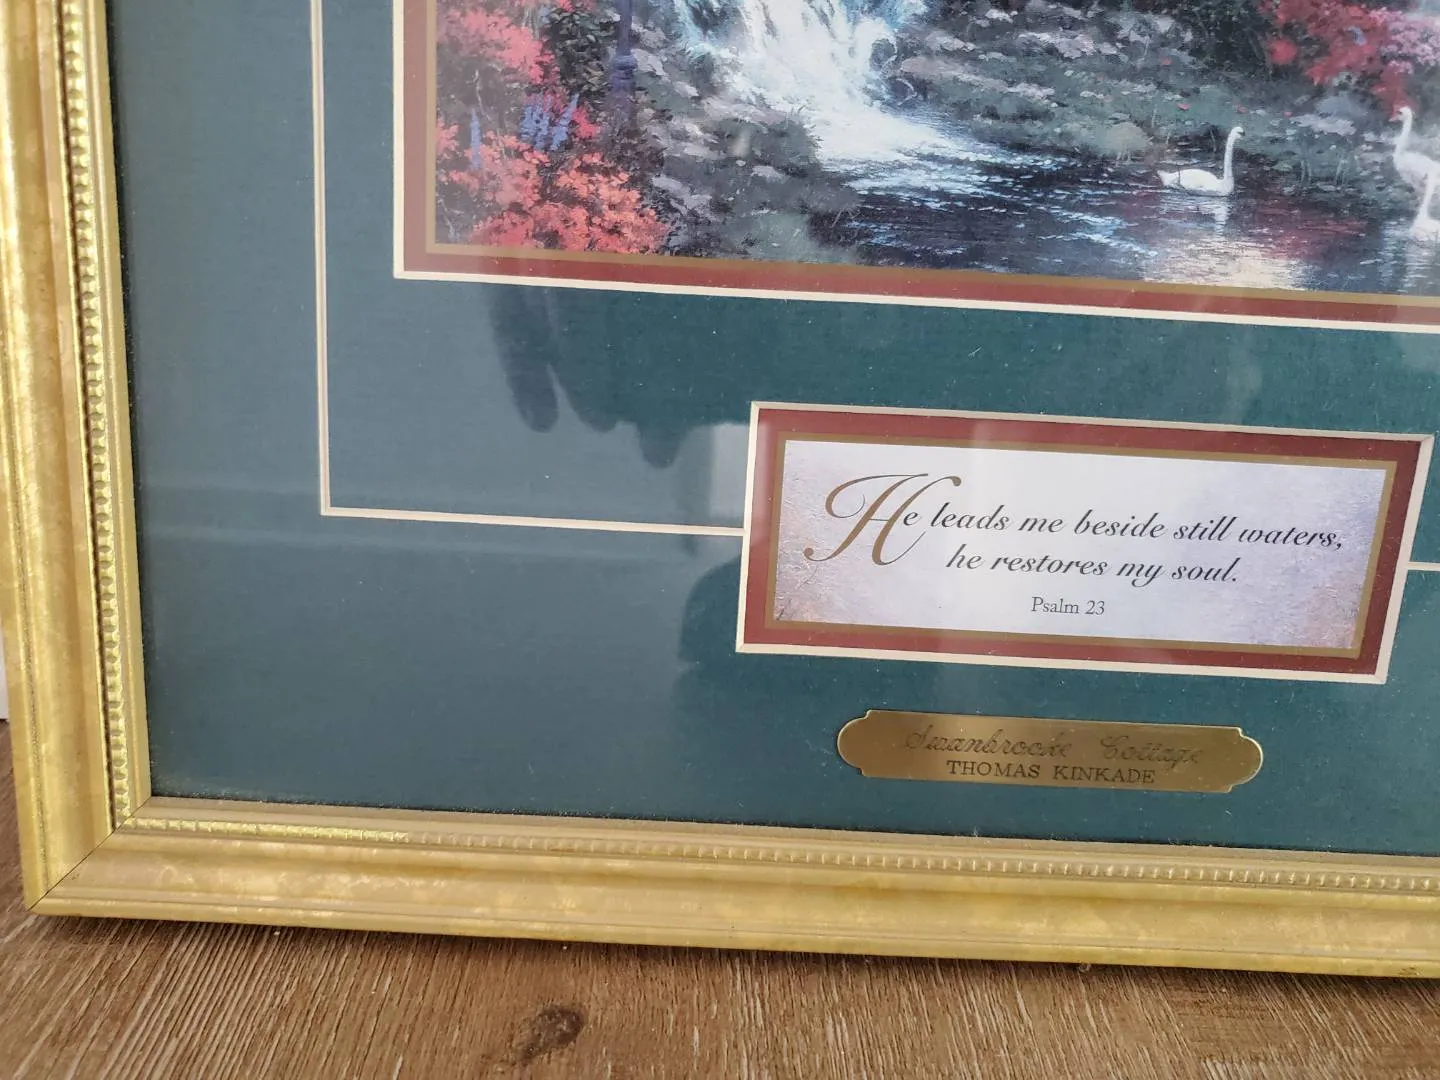 He leads me beside still waters,
he restores my soul.
Psalm 23
Swanbrooke Cottage
THOMAS KINKADE